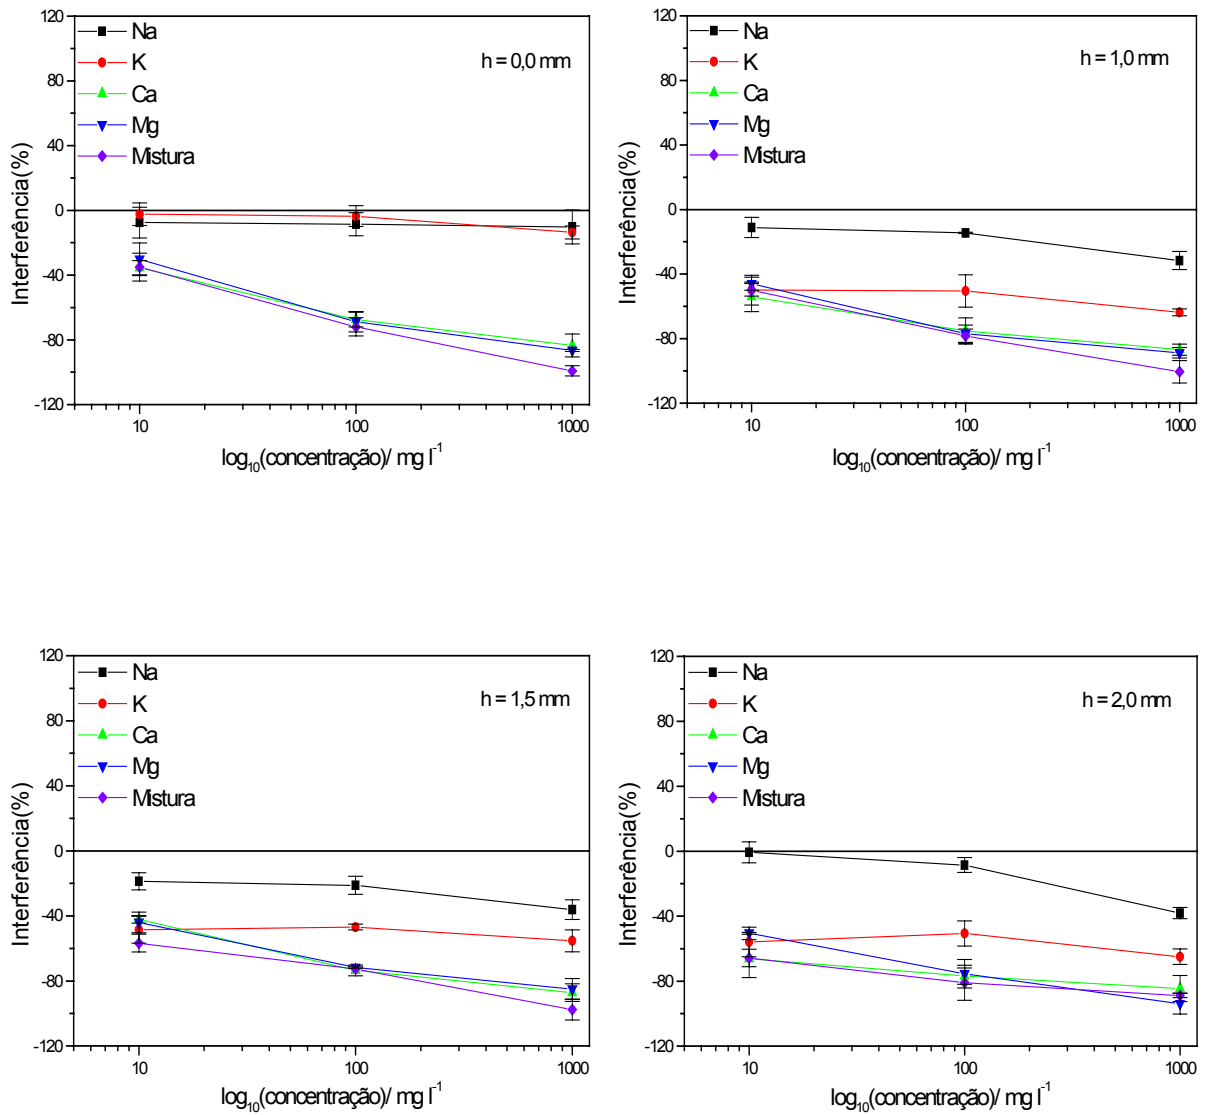 120
80
40
0
-40
-80
-120
Interferência(%)
Na
K
Ca
Mg
Mistura
h = 0,0 mm
10
100
1000
log10(concentração)/ mg l-1
120
80
40
0
-40
-80
-120
Interferência(%)
Na
K
Ca
Mg
Mistura
h = 1,0 mm
10
100
1000
log10(concentração)/ mg l-1
120
80
40
0
-40
-80
-120
Interferência(%)
Na
K
Ca
Mg
Mistura
h = 1,5 mm
10
100
1000
log10(concentração)/ mg l-1
120
80
40
0
-40
-80
-120
Interferência(%)
Na
K
Ca
Mg
Mistura
h = 2,0 mm
10
100
1000
log10(concentração)/ mg l-1